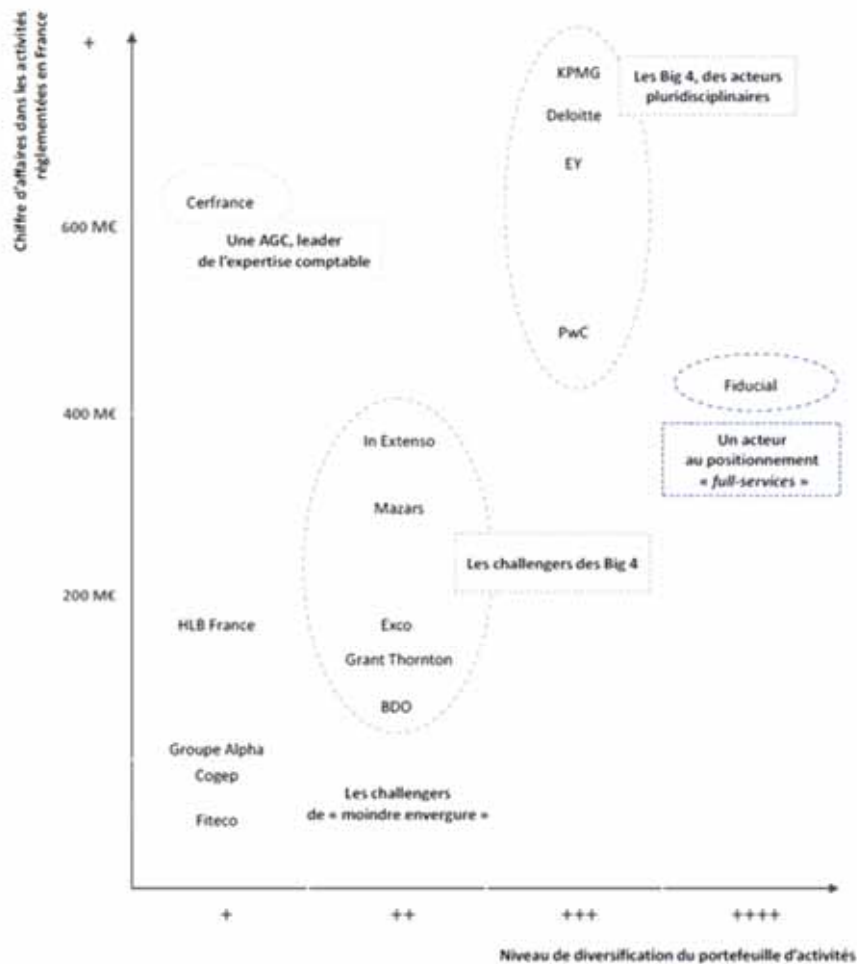 Chiffre d'affaires dans les activités
réglementées en France
+
KPMG
Les Big 4, des acteurs
pluridisciplinaires
Deloitte
EY
Cerfrance
600 M€
Une AGC, leader
de l'expertise comptable
PwC
Fiducial
400 M€
Un acteur
au positionnement
« full-services »
In Extenso
Mazars
Les challengers des Big 4
200 M€
HLB France
Exco
Grant Thornton
BDO
Groupe Alpha
Cogep
Les challengers
de « moindre envergure »
Fiteco
+
++
+++
++++
Niveau de diversification du portefeuille d'activités